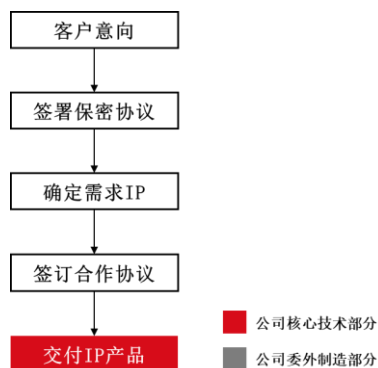 客户意向
签署保密协议
确定需求IP
签订合作协议
交付IP产品
公司核心技术部分
公司委外制造部分